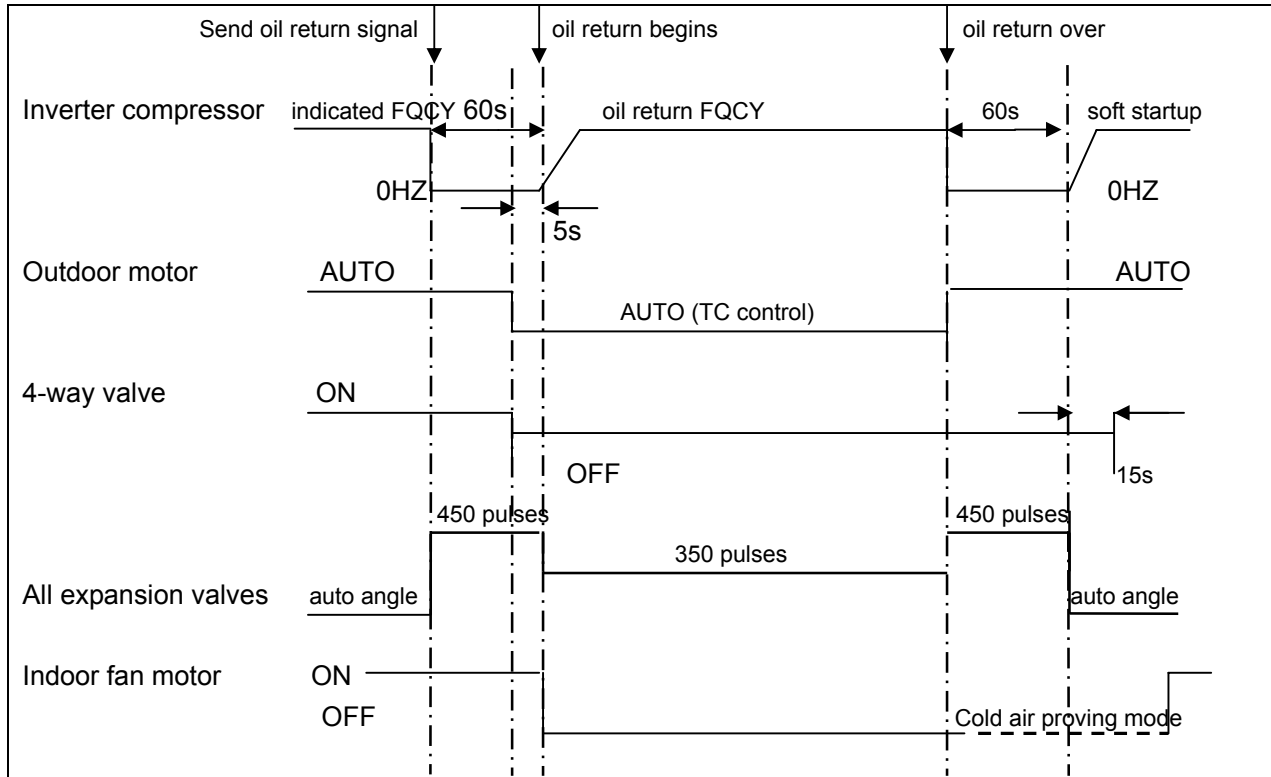 Send oil return signal oil return begins oil return over
Inverter compressor indicated FQCY 60s oil return FQCY 60s soft startup
0HZ 0HZ
5s
Outdoor motor AUTO AUTO
AUTO (TC control)
4-way valve ON
OFF 15s
450 pulses 450 pulses
350 pulses
All expansion valves auto angle auto angle
Indoor fan motor ON
OFF Cold air proving mode